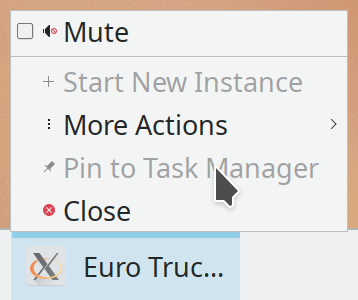 Mute
Start New Instance
More Actions
Pin to Task Manager
Close
Euro Truc...